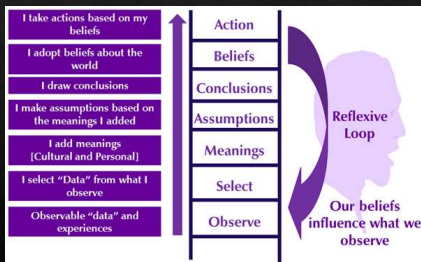 I take actions based on my
beliefs
I adopt beliefs about the
world
I draw conclusions
I make assumptions based on
the meanings I added
I add meanings
[Cultural and Personal]
I select "Data" from what I
observe
Observable "data" and
experiences
Action
Beliefs
Conclusions
Assumptions
Meanings
Select
Observe
Reflexive
Loop
Our beliefs
influence what we
observe